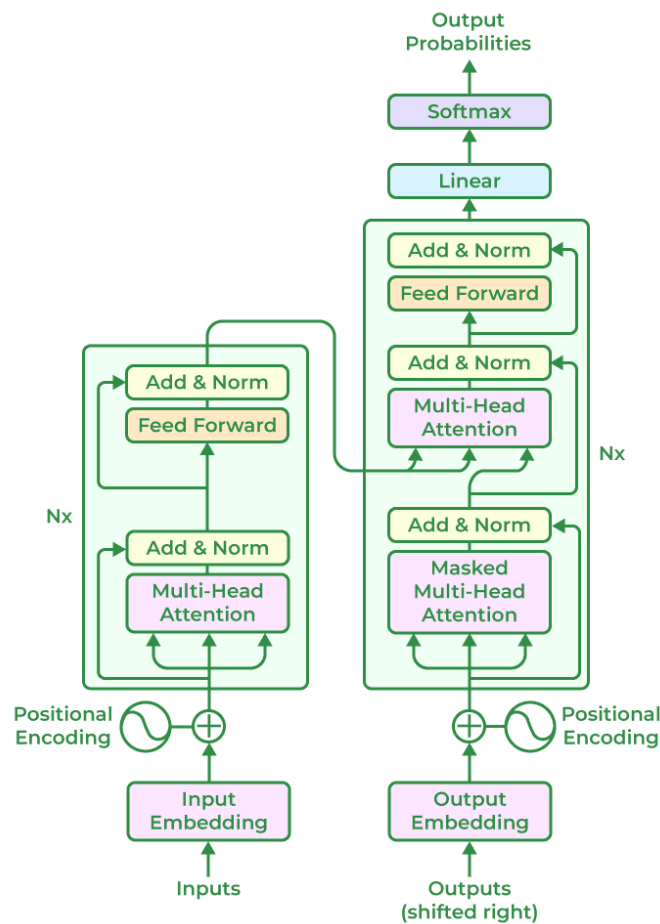 Output
Probabilities
Softmax
Linear
Add & Norm
Feed Forward
Add & Norm
Multi-Head
Attention
Nx
Add & Norm
Masked
Multi-Head
Attention
Add & Norm
Feed Forward
Nx
Add & Norm
Multi-Head
Attention
Positional
Encoding
Positional
Encoding
Input
Embedding
Output
Embedding
Inputs
Outputs
(shifted right)